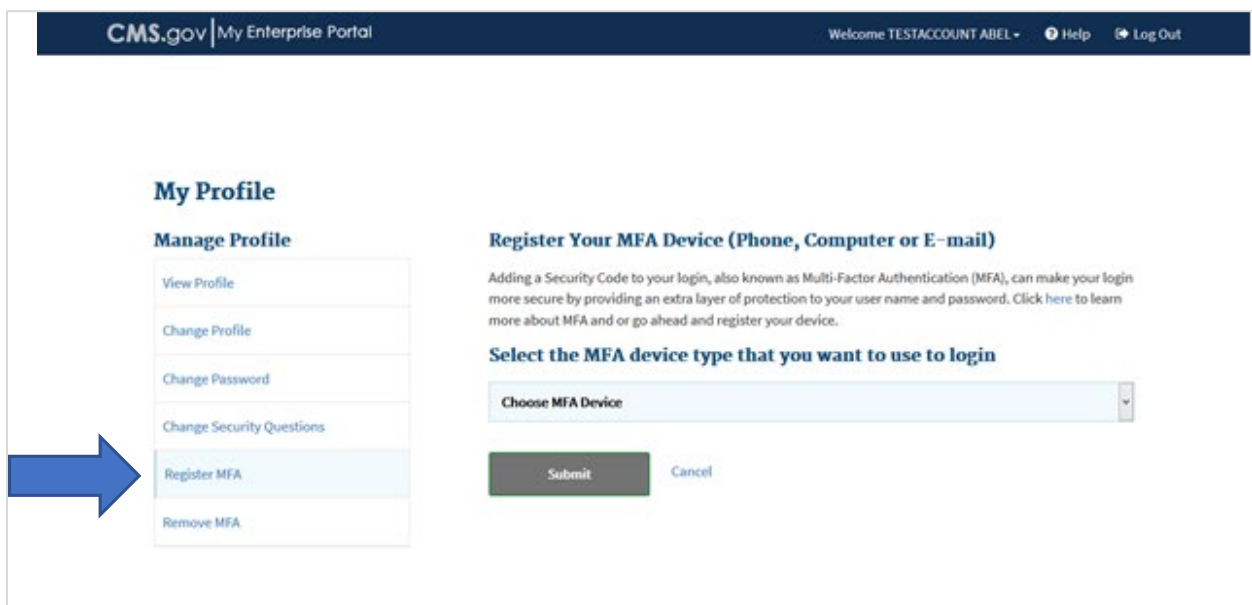 CMS.gov My Enterprise Portal
Welcome TESTACCOUNT ABEL Help Log Out
My Profile
Manage Profile
View Profile
Change Profile
Change Password
Change Security Questions
Register MFA
Remove MFA
Register Your MFA Device (Phone, Computer or E-mail)
Adding a Security Code to your login, also known as Multi-Factor Authentication (MFA), can make your login
more secure by providing an extra layer of protection to your user name and password. Click here to learn
more about MFA and or go ahead and register your device.
Select the MFA device type that you want to use to login
Choose MFA Device
Submit Cancel